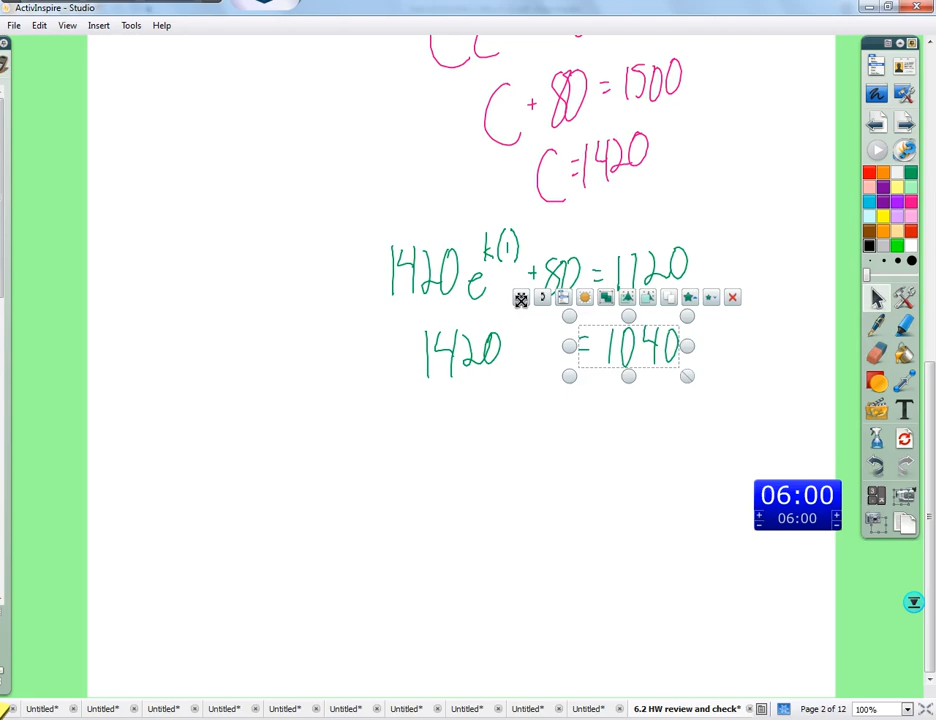 ActivInspire - Studio
File Edit View Insert Tools Help
C + 80 = 1500
C = 1420
1420 e^k(1) + 80 = 1120
1420 = 1040
06:00
06:00
Untitled* Untitled* Untitled* Untitled* Untitled* Untitled* Untitled* Untitled* Untitled* Untitled* 6.2 HW review and check* Page 2 of 12 100%